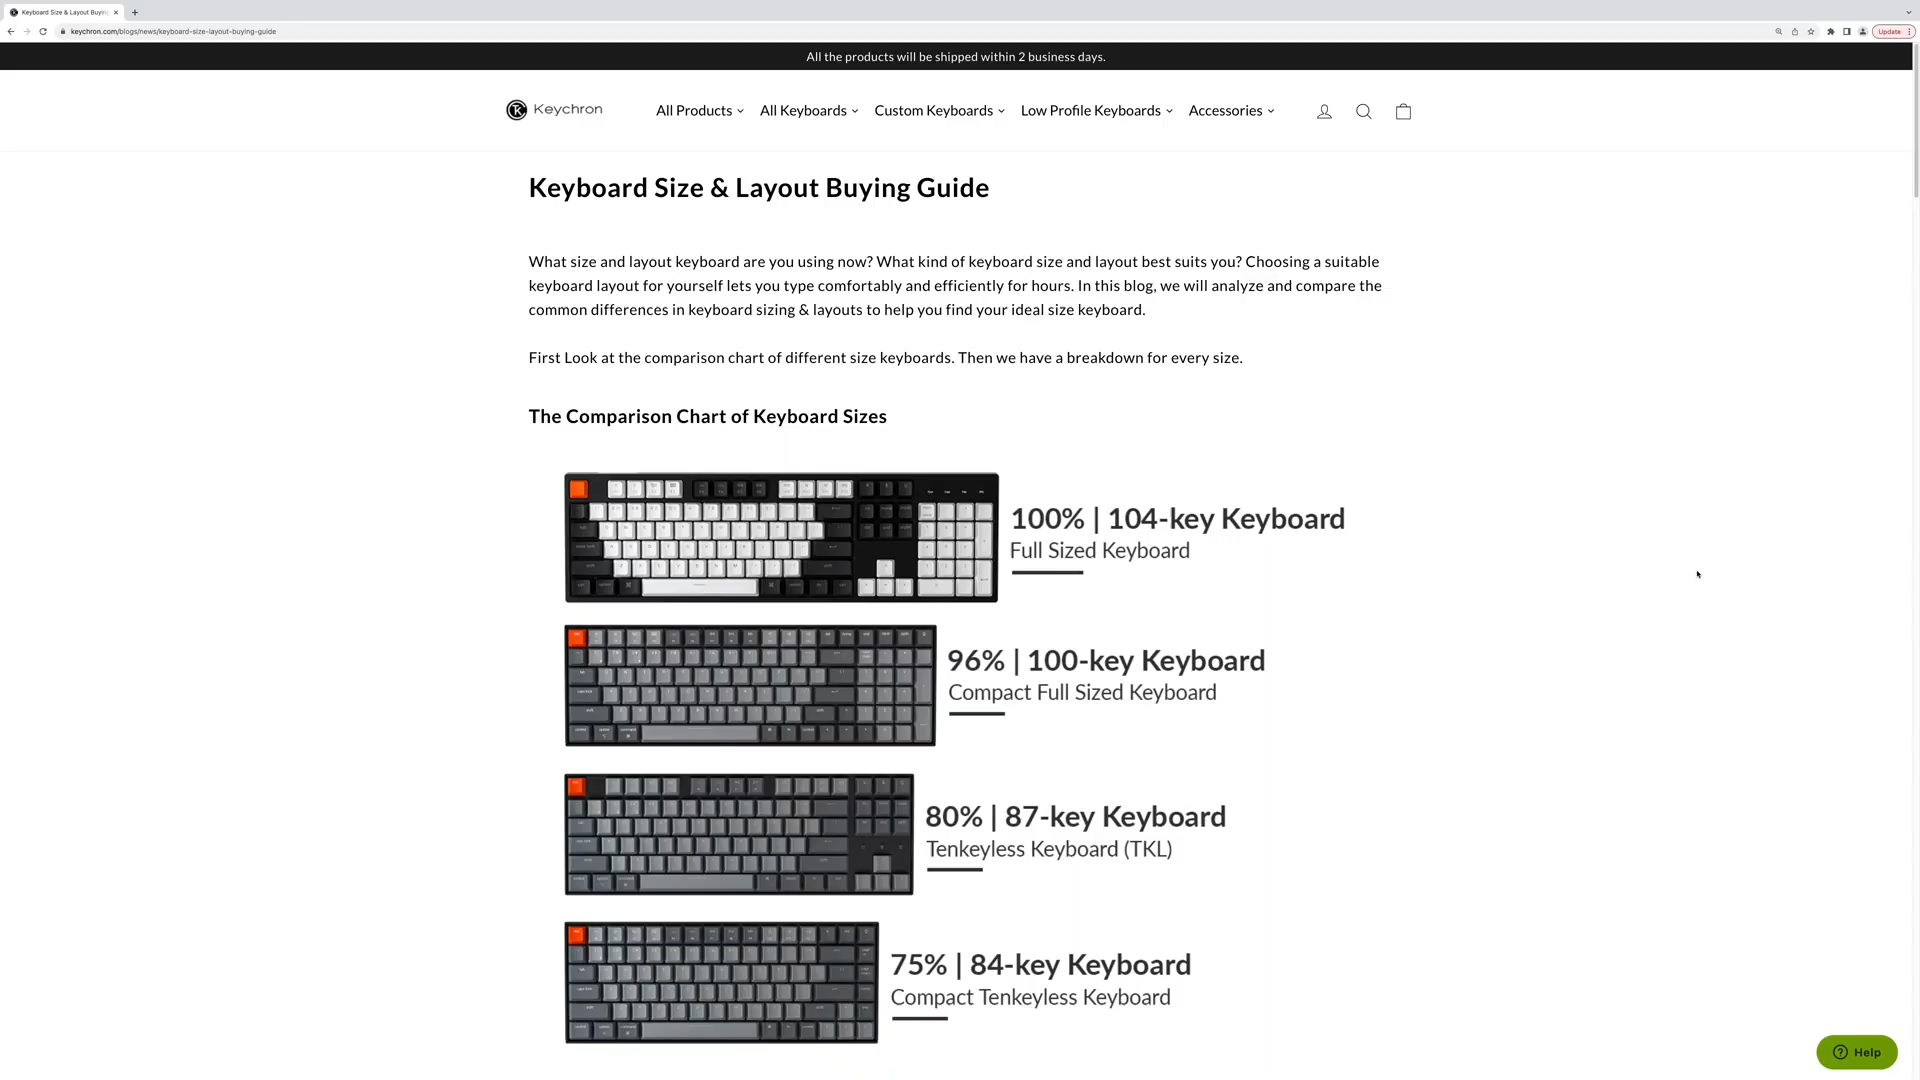 Keyboard Size & Layout Buying
keychron.com/blogs/news/keyboard-size-layout-buying-guide
Update
All the products will be shipped within 2 business days.
Keychron
All Products
All Keyboards
Custom Keyboards
Low Profile Keyboards
Accessories
Keyboard Size & Layout Buying Guide
What size and layout keyboard are you using now? What kind of keyboard size and layout best suits you? Choosing a suitable
keyboard layout for yourself lets you type comfortably and efficiently for hours. In this blog, we will analyze and compare the
common differences in keyboard sizing & layouts to help you find your ideal size keyboard.
First Look at the comparison chart of different size keyboards. Then we have a breakdown for every size.
The Comparison Chart of Keyboard Sizes
100% | 104-key Keyboard
Full Sized Keyboard
96% | 100-key Keyboard
Compact Full Sized Keyboard
80% | 87-key Keyboard
Tenkeyless Keyboard (TKL)
75% | 84-key Keyboard
Compact Tenkeyless Keyboard
Help